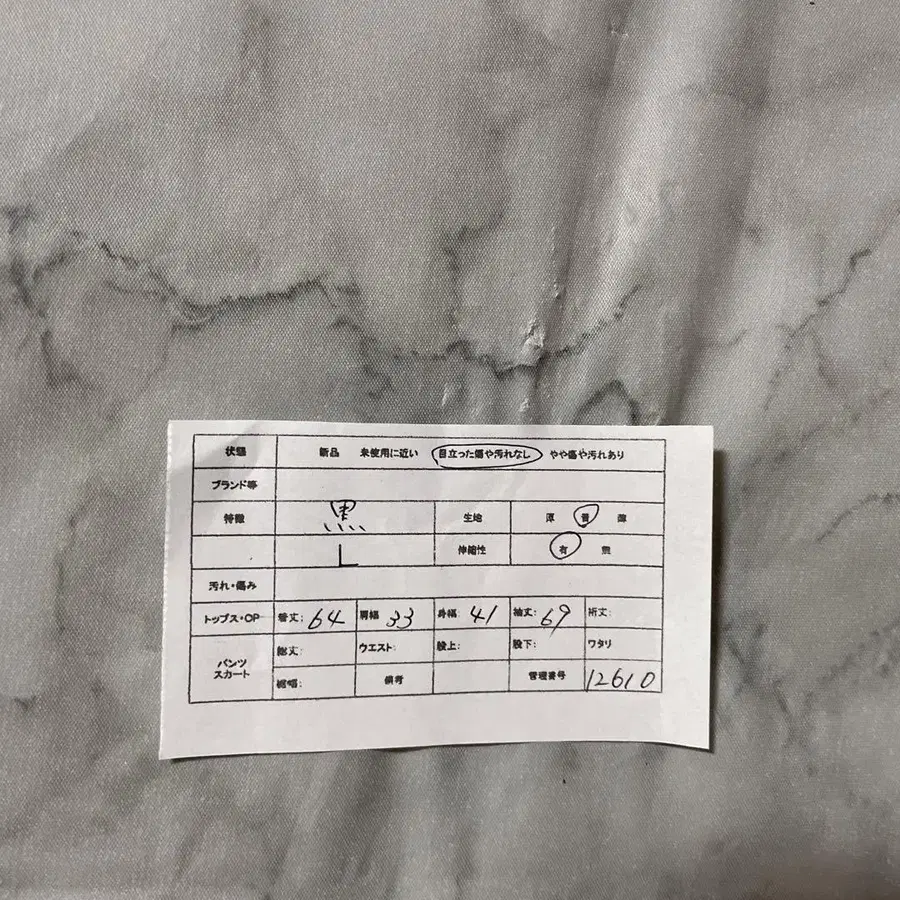 状態 新品 未使用に近い 目立った傷や汚れなし やや傷や汚れあり
ブランド等
特徴 黒 生地 厚 普 薄
L 伸縮性 有 無
汚れ・傷み
トップス・OP 着丈: 64 肩幅 33 身幅: 41 袖丈: 69 裄丈:
パンツ スカート 総丈: ウエスト: 股上: 股下: ワタリ
裾幅: 備考 管理番号 12610